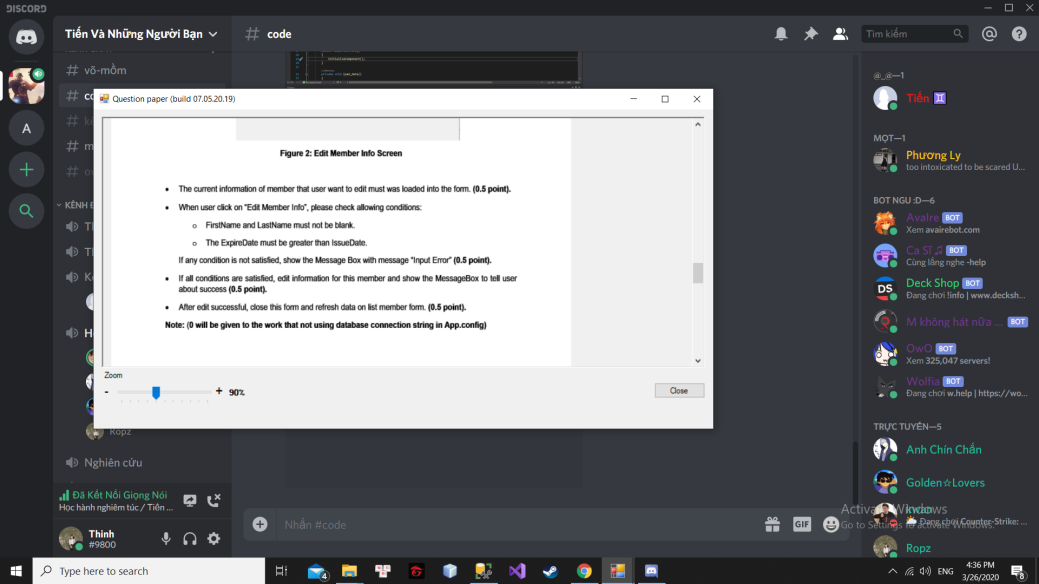 DISCORD
Tiến Và Những Người Bạn
# code
Tìm kiếm
# võ-mồm
Question paper (build 07.05.20.19)
Figure 2: Edit Member Info Screen
• The current information of member that user want to edit must was loaded into the form. (0.5 point).
• When user click on "Edit Member Info", please check allowing conditions:
o FirstName and LastName must not be blank.
o The ExpireDate must be greater than IssueDate.
If any condition is not satisfied, show the Message Box with message "Input Error" (0.5 point).
• If all conditions are satisfied, edit information for this member and show the MessageBox to tell user
about success (0.5 point).
• After edit successful, close this form and refresh data on list member form. (0.5 point).
Note: (0 will be given to the work that not using database connection string in App.config)
Zoom
- + 90%
Close
A
KÊNH Đ
Ropz
Nghiên cứu
Đã Kết Nối Giọng Nói
Học hành nghiêm túc / Tiến ...
Thinh
#9800
Nhắn #code
GIF
@_@—1
Tiến
MỌT—1
Phương Ly
too intoxicated to be scared U...
BOT NGU :D—6
Avaire BOT
Xem avairebot.com
Ca Sĩ BOT
Cùng lắng nghe -help
Deck Shop BOT
Đang chơi !info | www.decksh...
M không hát nữa ... BOT
OwO BOT
Xem 325,047 servers!
Wolfia BOT
Đang chơi w.help | https://wo...
TRỰC TUYẾN—5
Anh Chín Chắn
Golden☆Lovers
kwdo
Đang chơi Counter-Strike: ...
Ropz
Activate Windows
Go to Settings to activate Windows.
Type here to search
4
ENG
4:36 PM
3/26/2020
8